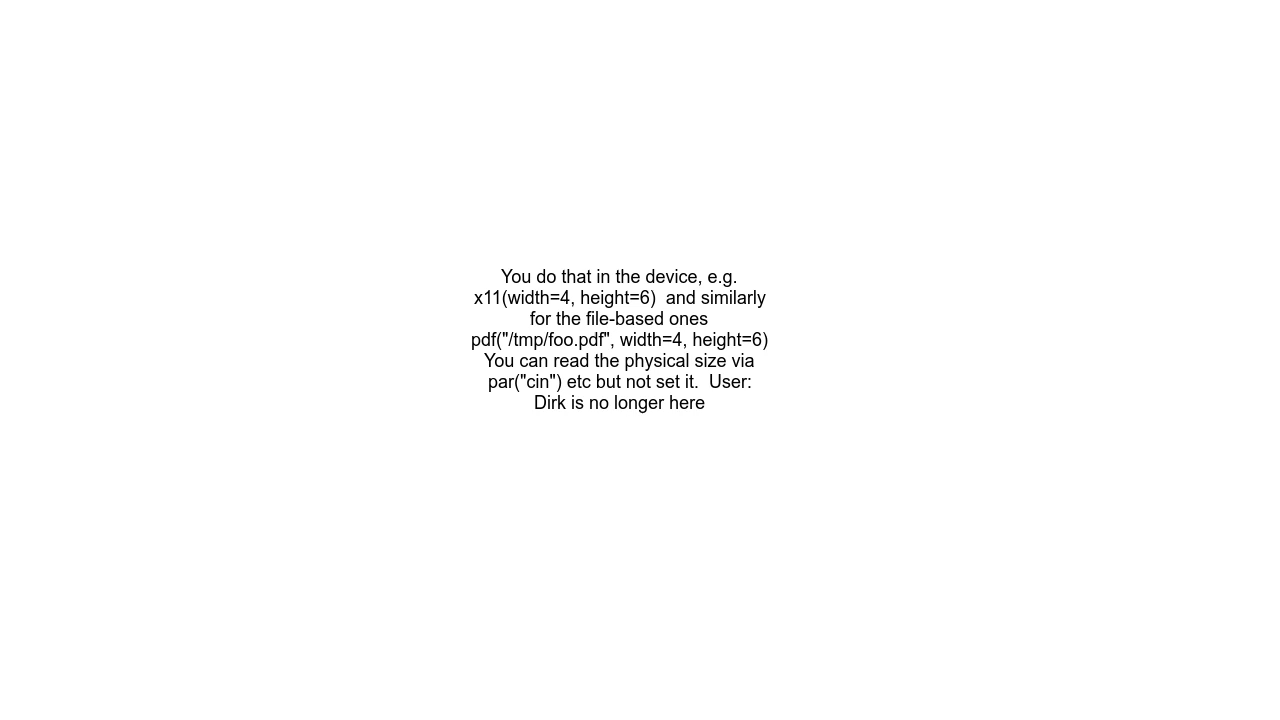 You do that in the device, e.g.
x11(width=4, height=6)  and similarly
for the file-based ones
pdf("/tmp/foo.pdf", width=4, height=6)
You can read the physical size via
par("cin") etc but not set it.  User:
Dirk is no longer here